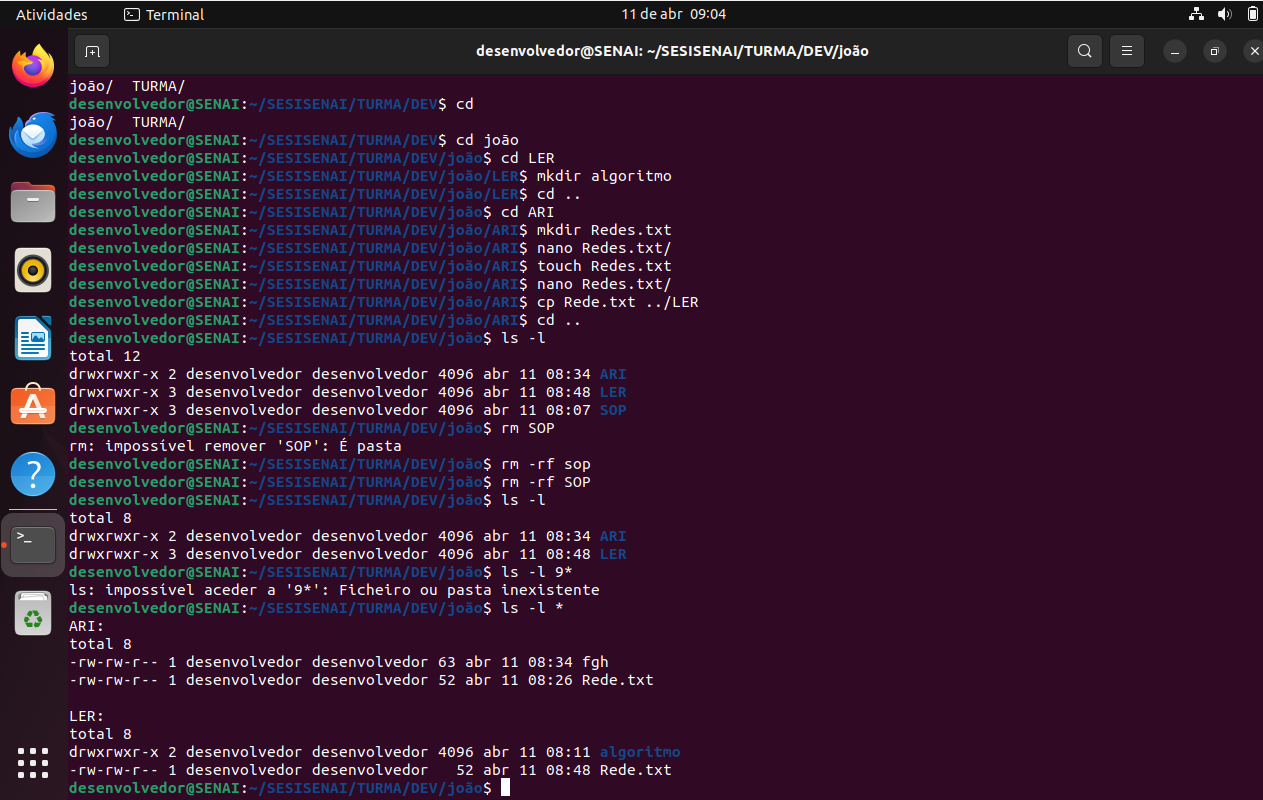 Atividades Terminal 11 de abr 09:04
desenvolvedor@SENAI: ~/SESISENAI/TURMA/DEV/joão
joão/  TURMA/
desenvolvedor@SENAI:~/SESISENAI/TURMA/DEV$ cd
joão/  TURMA/
desenvolvedor@SENAI:~/SESISENAI/TURMA/DEV$ cd joão
desenvolvedor@SENAI:~/SESISENAI/TURMA/DEV/joão$ cd LER
desenvolvedor@SENAI:~/SESISENAI/TURMA/DEV/joão/LER$ mkdir algoritmo
desenvolvedor@SENAI:~/SESISENAI/TURMA/DEV/joão/LER$ cd ..
desenvolvedor@SENAI:~/SESISENAI/TURMA/DEV/joão$ cd ARI
desenvolvedor@SENAI:~/SESISENAI/TURMA/DEV/joão/ARI$ mkdir Redes.txt
desenvolvedor@SENAI:~/SESISENAI/TURMA/DEV/joão/ARI$ nano Redes.txt/
desenvolvedor@SENAI:~/SESISENAI/TURMA/DEV/joão/ARI$ touch Redes.txt
desenvolvedor@SENAI:~/SESISENAI/TURMA/DEV/joão/ARI$ nano Redes.txt/
desenvolvedor@SENAI:~/SESISENAI/TURMA/DEV/joão/ARI$ cp Rede.txt ../LER
desenvolvedor@SENAI:~/SESISENAI/TURMA/DEV/joão/ARI$ cd ..
desenvolvedor@SENAI:~/SESISENAI/TURMA/DEV/joão$ ls -l
total 12
drwxrwxr-x 2 desenvolvedor desenvolvedor 4096 abr 11 08:34 ARI
drwxrwxr-x 3 desenvolvedor desenvolvedor 4096 abr 11 08:48 LER
drwxrwxr-x 3 desenvolvedor desenvolvedor 4096 abr 11 08:07 SOP
desenvolvedor@SENAI:~/SESISENAI/TURMA/DEV/joão$ rm SOP
rm: impossível remover 'SOP': É pasta
desenvolvedor@SENAI:~/SESISENAI/TURMA/DEV/joão$ rm -rf sop
desenvolvedor@SENAI:~/SESISENAI/TURMA/DEV/joão$ rm -rf SOP
desenvolvedor@SENAI:~/SESISENAI/TURMA/DEV/joão$ ls -l
total 8
drwxrwxr-x 2 desenvolvedor desenvolvedor 4096 abr 11 08:34 ARI
drwxrwxr-x 3 desenvolvedor desenvolvedor 4096 abr 11 08:48 LER
desenvolvedor@SENAI:~/SESISENAI/TURMA/DEV/joão$ ls -l 9*
ls: impossível aceder a '9*': Ficheiro ou pasta inexistente
desenvolvedor@SENAI:~/SESISENAI/TURMA/DEV/joão$ ls -l *
ARI:
total 8
-rw-rw-r-- 1 desenvolvedor desenvolvedor 63 abr 11 08:34 fgh
-rw-rw-r-- 1 desenvolvedor desenvolvedor 52 abr 11 08:26 Rede.txt

LER:
total 8
drwxrwxr-x 2 desenvolvedor desenvolvedor 4096 abr 11 08:11 algoritmo
-rw-rw-r-- 1 desenvolvedor desenvolvedor   52 abr 11 08:48 Rede.txt
desenvolvedor@SENAI:~/SESISENAI/TURMA/DEV/joão$